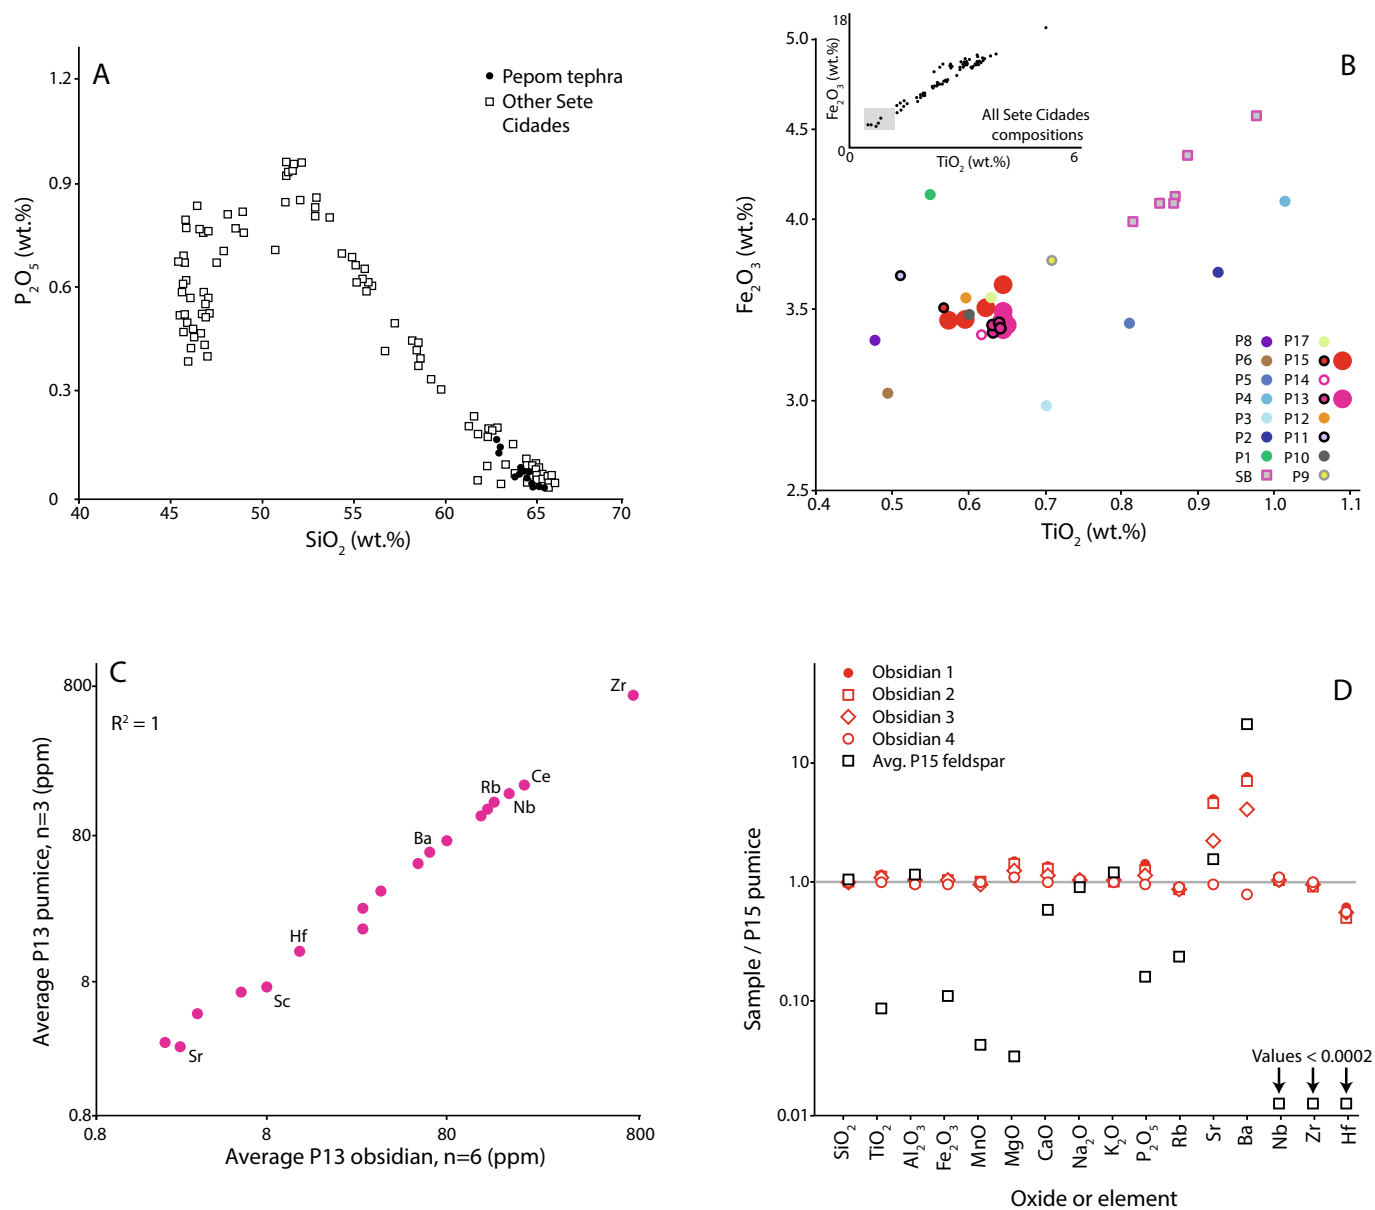 A
1.2
0.9
0.6
0.3
0
P2O5 (wt.%)
40
45
50
55
60
65
70
SiO2 (wt.%)
Pepom tephra
Other Sete
Cidades
B
5.0
4.5
4.0
3.5
3.0
2.5
Fe2O3 (wt.%)
0.4
0.5
0.6
0.7
0.8
0.9
1.0
1.1
TiO2 (wt.%)
18
0
Fe2O3 (wt.%)
0
6
TiO2 (wt.%)
All Sete Cidades
compositions
P8
P17
P6
P15
P5
P14
P4
P13
P3
P12
P2
P11
P1
P10
SB
P9
C
R2 = 1
800
80
8
0.8
Average P13 pumice, n=3 (ppm)
0.8
8
80
800
Average P13 obsidian, n=6 (ppm)
Zr
Ce
Rb
Nb
Ba
Hf
Sc
Sr
D
Obsidian 1
Obsidian 2
Obsidian 3
Obsidian 4
Avg. P15 feldspar
10
1.0
0.10
0.01
Sample / P15 pumice
Values < 0.0002
SiO2
TiO2
Al2O3
Fe2O3
MnO
MgO
CaO
Na2O
K2O
P2O5
Rb
Sr
Ba
Nb
Zr
Hf
Oxide or element